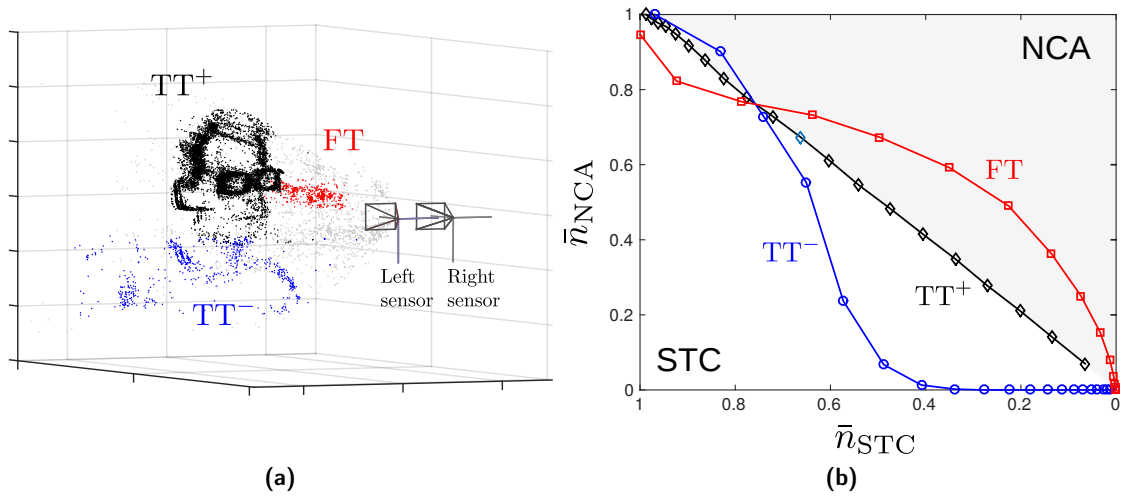 TT⁺
FT
Left
sensor
Right
sensor
TT⁻
(a)
1
0.8
0.6
0.4
0.2
0
n̄NCA
NCA
FT
TT⁻
TT⁺
STC
1
0.8
0.6
0.4
0.2
0
n̄STC
(b)